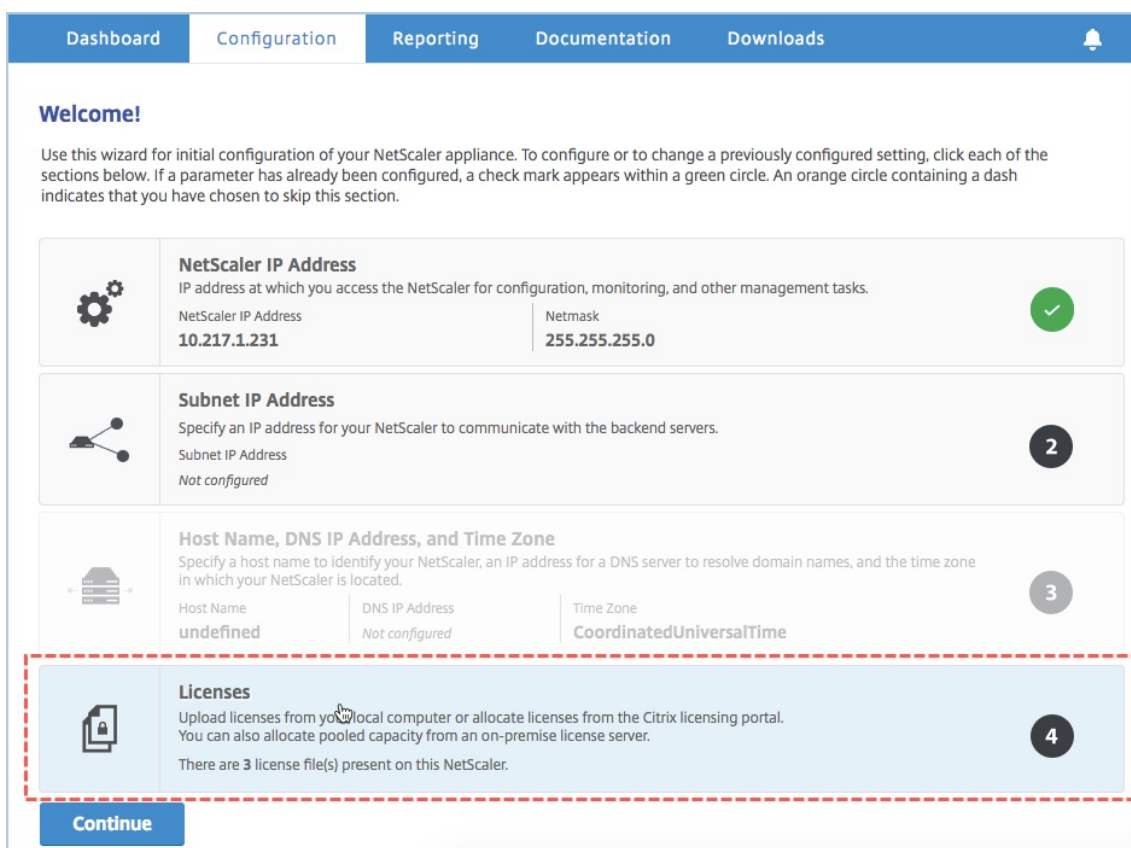 Dashboard Configuration Reporting Documentation Downloads
Welcome!
Use this wizard for initial configuration of your NetScaler appliance. To configure or to change a previously configured setting, click each of the
sections below. If a parameter has already been configured, a check mark appears within a green circle. An orange circle containing a dash
indicates that you have chosen to skip this section.
NetScaler IP Address
IP address at which you access the NetScaler for configuration, monitoring, and other management tasks.
NetScaler IP Address Netmask
10.217.1.231 255.255.255.0
Subnet IP Address
Specify an IP address for your NetScaler to communicate with the backend servers.
2
Subnet IP Address
Not configured
Host Name, DNS IP Address, and Time Zone
Specify a host name to identify your NetScaler, an IP address for a DNS server to resolve domain names, and the time zone
in which your NetScaler is located.
3
Host Name DNS IP Address Time Zone
undefined Not configured CoordinatedUniversalTime
Licenses
Upload licenses from your local computer or allocate licenses from the Citrix licensing portal.
You can also allocate pooled capacity from an on-premise license server.
4
There are 3 license file(s) present on this NetScaler.
Continue